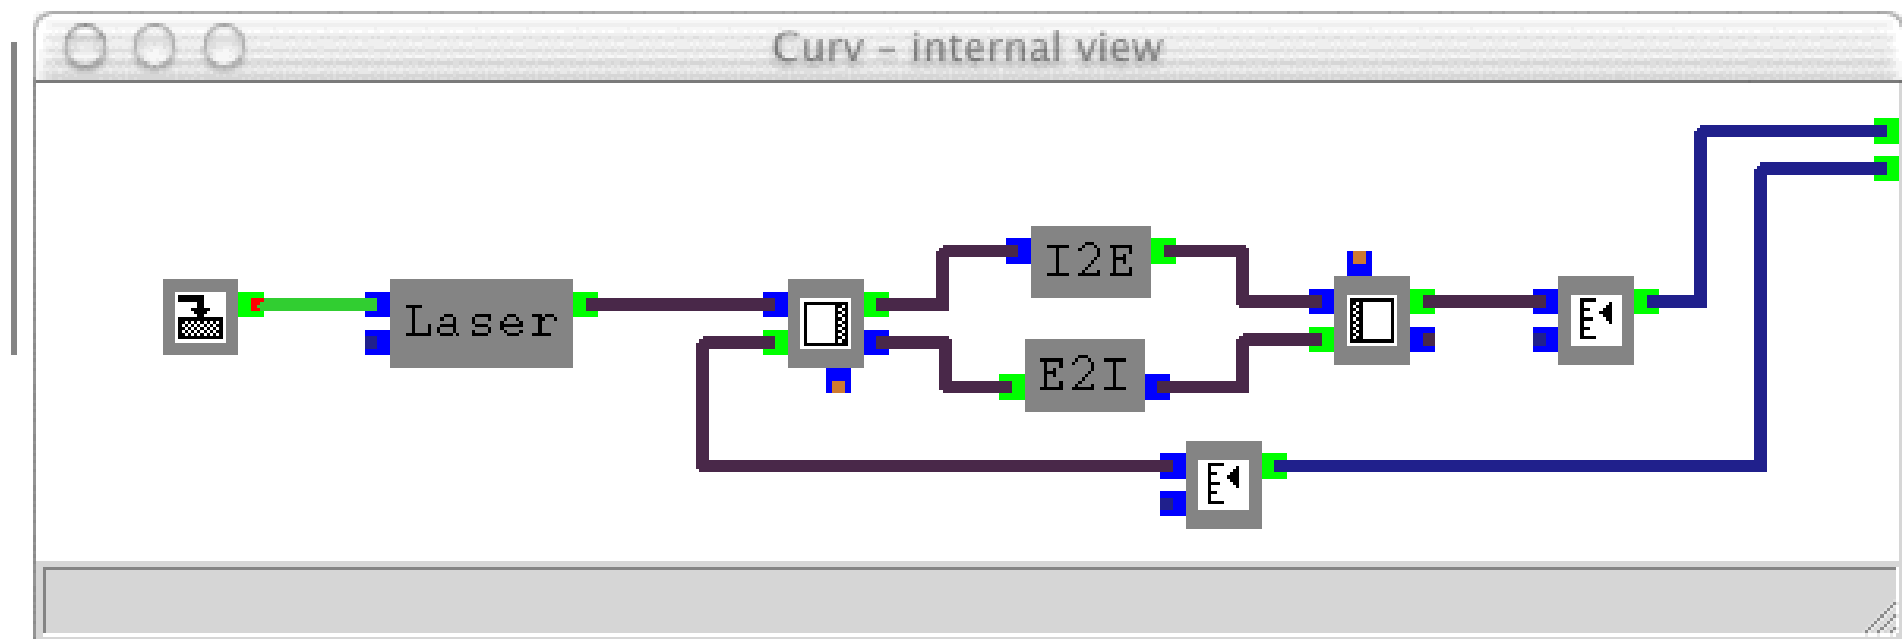 Curv – internal view
I2E
Laser
E2I